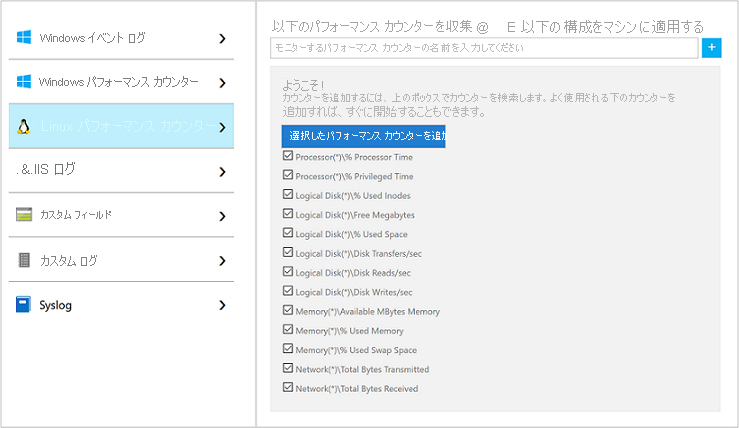 Windows イベント ログ
Windows パフォーマンス カウンター
Linux パフォーマンス カウンター
.&.IIS ログ
カスタム フィールド
カスタム ログ
Syslog
以下のパフォーマンス カウンターを収集 @ E 以下の構成をマシンに適用する
モニターするパフォーマンス カウンターの名前を入力してください
+
ようこそ!
カウンターを追加するには、上のボックスでカウンターを検索します。よく使用される下のカウンターを
追加すれば、すぐに開始することもできます。
選択したパフォーマンス カウンターを追加
Processor(*)\% Processor Time
Processor(*)\% Privileged Time
Logical Disk(*)\% Used Inodes
Logical Disk(*)\Free Megabytes
Logical Disk(*)\% Used Space
Logical Disk(*)\Disk Transfers/sec
Logical Disk(*)\Disk Reads/sec
Logical Disk(*)\Disk Writes/sec
Memory(*)\Available MBytes Memory
Memory(*)\% Used Memory
Memory(*)\% Used Swap Space
Network(*)\Total Bytes Transmitted
Network(*)\Total Bytes Received